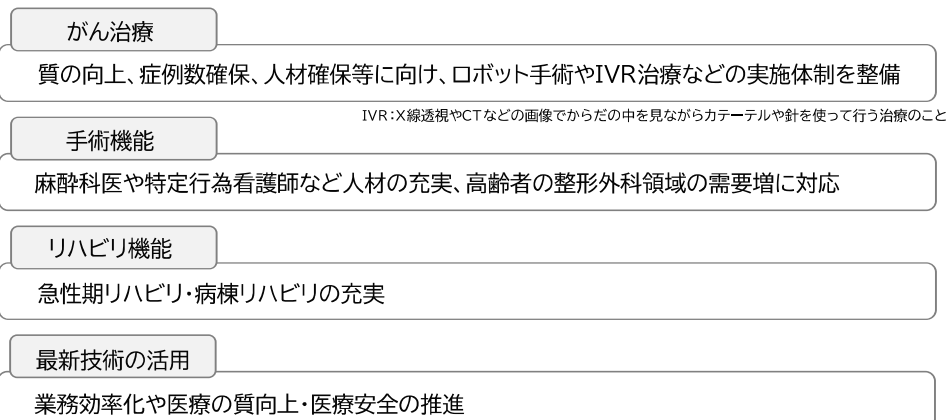 がん治療
質の向上、症例数確保、人材確保等に向け、ロボット手術やIVR治療などの実施体制を整備
IVR：X線透視やCTなどの画像でからだの中を見ながらカテーテルや針を使って行う治療のこと
手術機能
麻酔科医や特定行為看護師など人材の充実、高齢者の整形外科領域の需要増に対応
リハビリ機能
急性期リハビリ・病棟リハビリの充実
最新技術の活用
業務効率化や医療の質向上・医療安全の推進